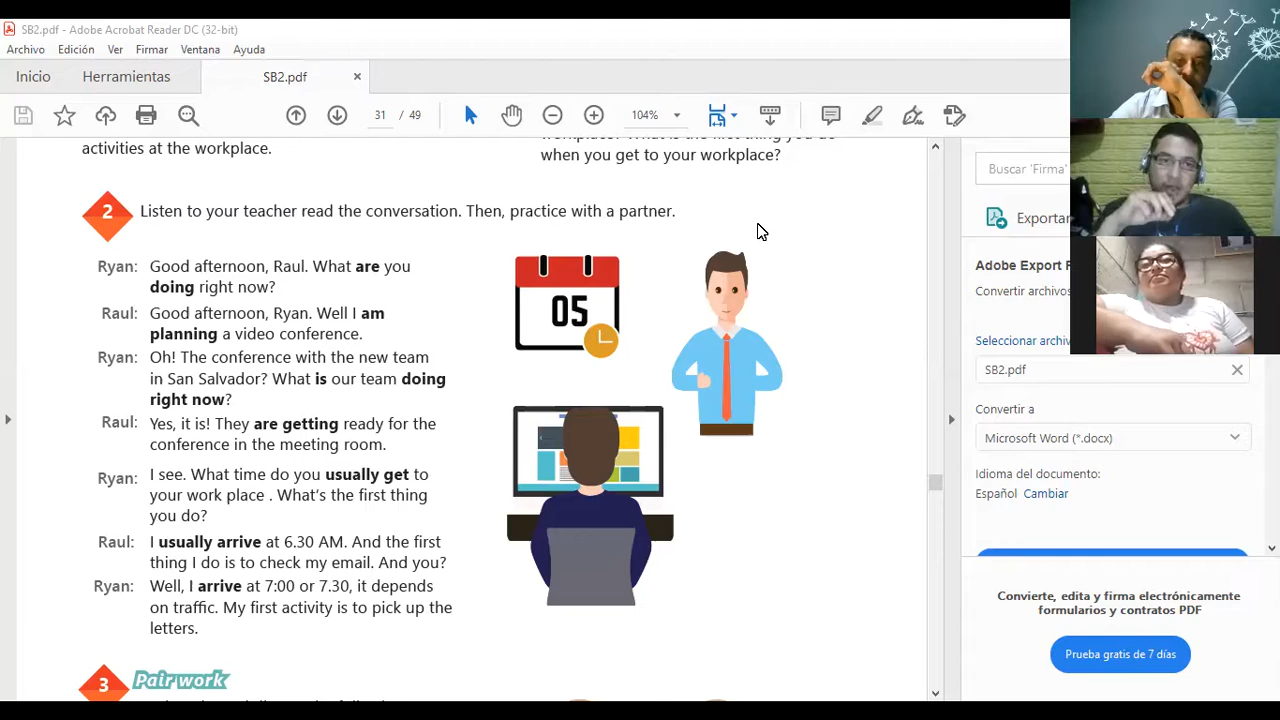 SB2.pdf - Adobe Acrobat Reader DC (32-bit)
Archivo Edición Ver Firmar Ventana Ayuda
Inicio Herramientas SB2.pdf
31 / 49 104%
activities at the workplace.
when you get to your workplace?
2 Listen to your teacher read the conversation. Then, practice with a partner.
Ryan: Good afternoon, Raul. What are you
doing right now?
Raul: Good afternoon, Ryan. Well I am
planning a video conference.
Ryan: Oh! The conference with the new team
in San Salvador? What is our team doing
right now?
Raul: Yes, it is! They are getting ready for the
conference in the meeting room.
Ryan: I see. What time do you usually get to
your work place . What's the first thing
you do?
Raul: I usually arrive at 6.30 AM. And the first
thing I do is to check my email. And you?
Ryan: Well, I arrive at 7:00 or 7.30, it depends
on traffic. My first activity is to pick up the
letters.
05
3 Pair work
Buscar 'Firma'
Exportar
Adobe Export
Convertir archivos
Seleccionar archiv
SB2.pdf
Convertir a
Microsoft Word (*.docx)
Idioma del documento:
Español Cambiar
Convierte, edita y firma electrónicamente
formularios y contratos PDF
Prueba gratis de 7 días